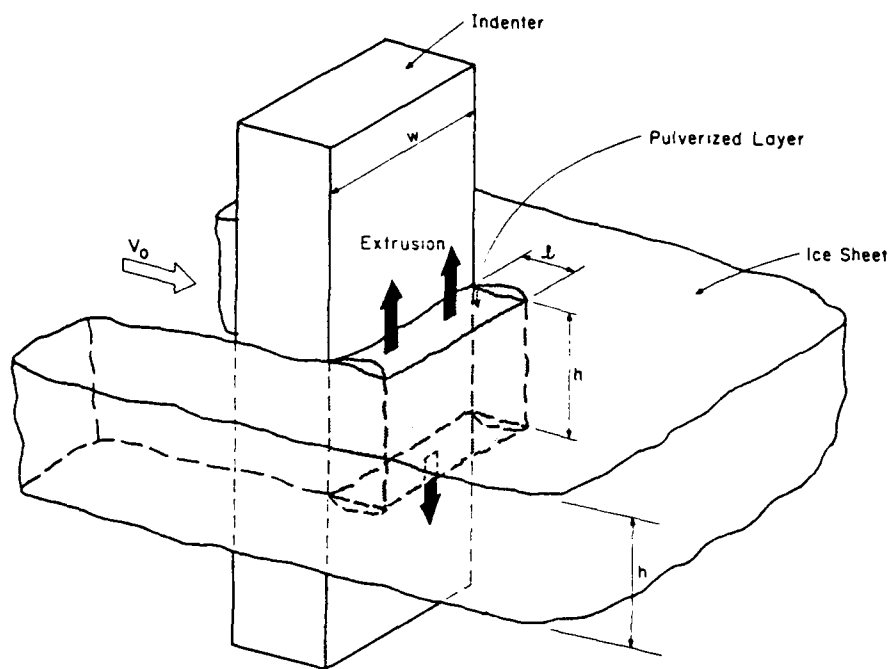 Indenter
w
Pulverized Layer
Extrusion
l
V₀
Ice Sheet
h
h